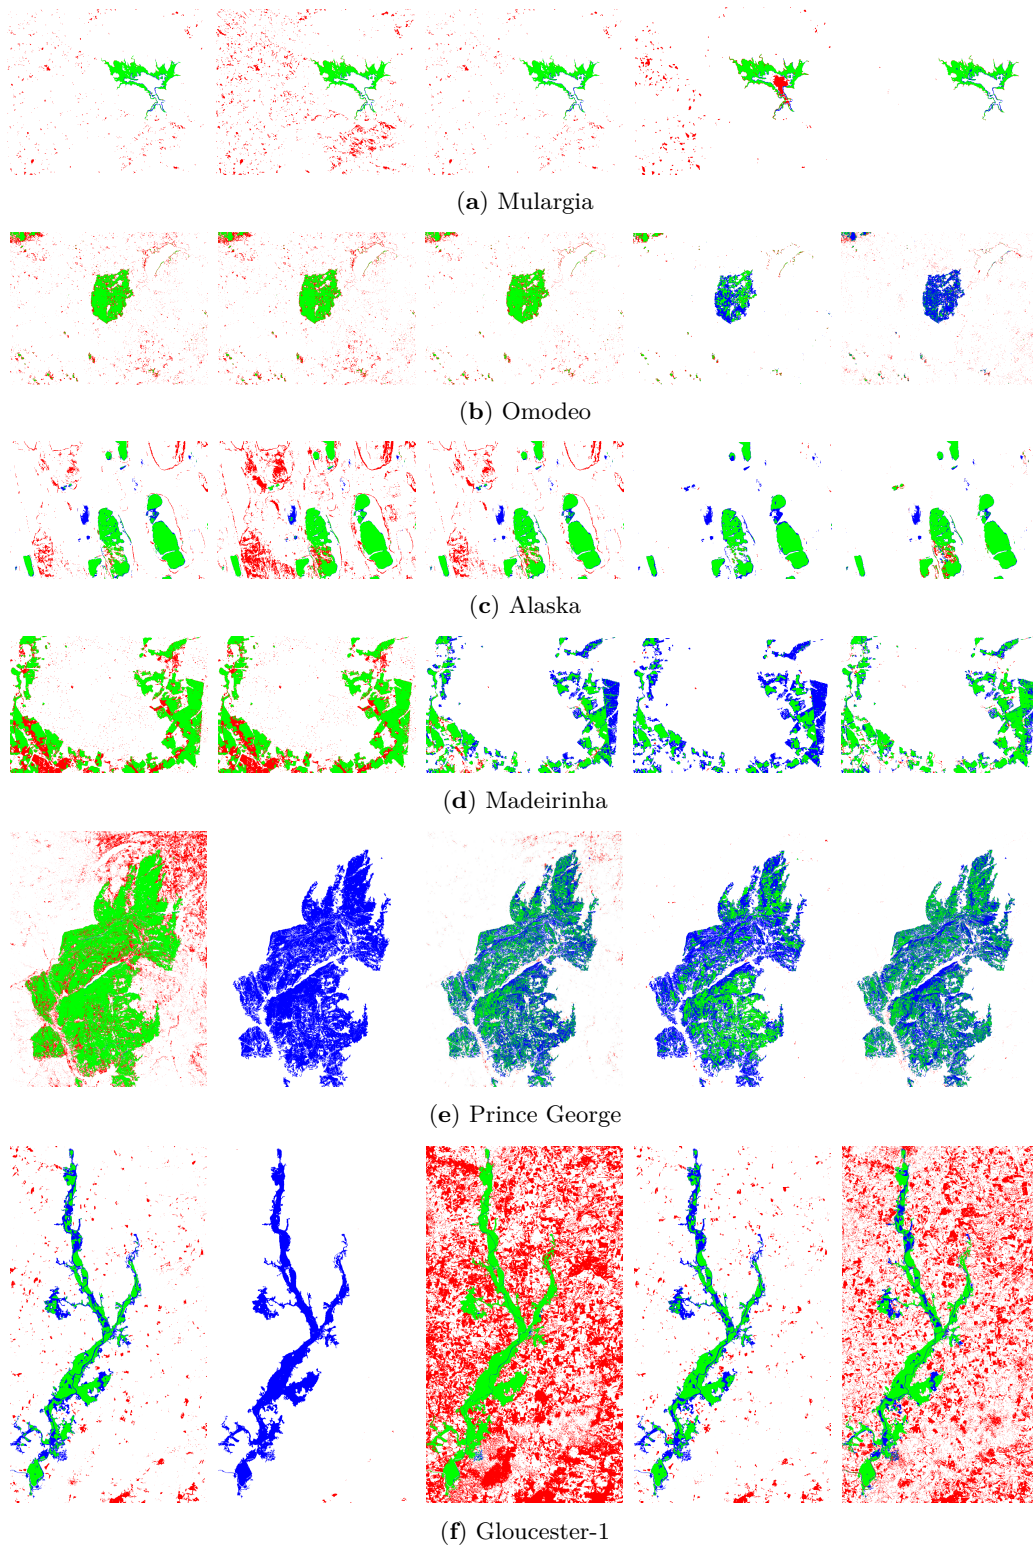 (a) Mulargia
(b) Omodeo
(c) Alaska
(d) Madeirinha
(e) Prince George
(f) Gloucester-1